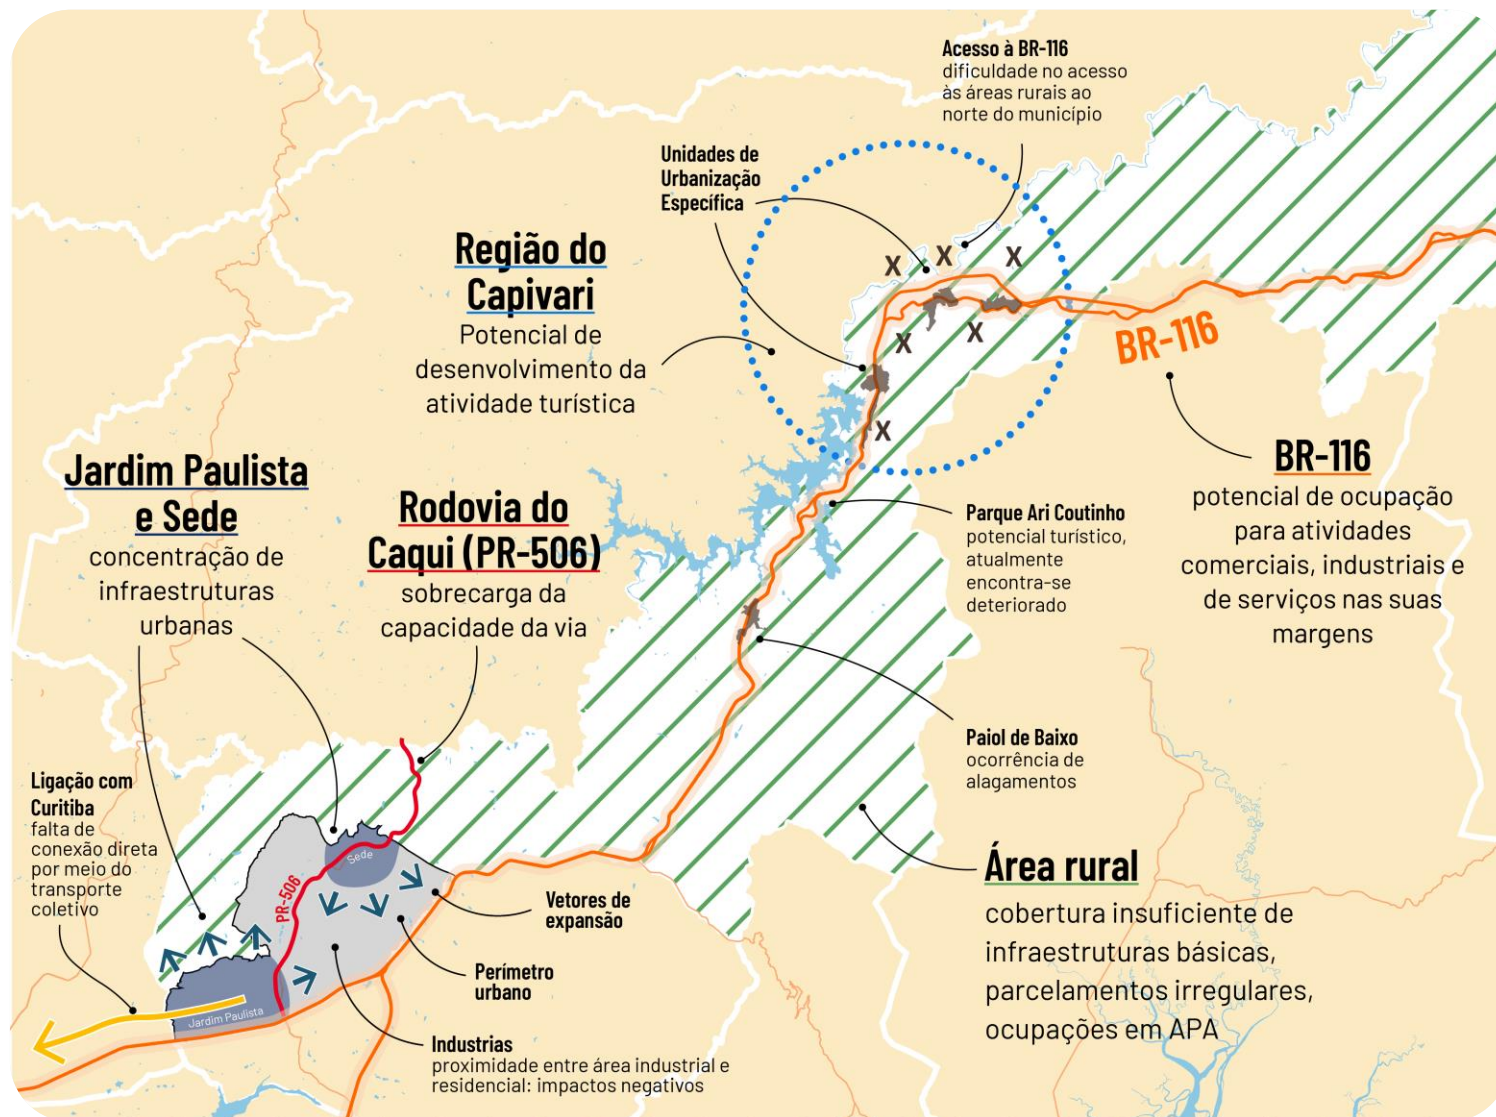 Acesso à BR-116
dificuldade no acesso
às áreas rurais ao
norte do município
Unidades de
Urbanização
Específica
Região do
Capivari
Potencial de
desenvolvimento da
atividade turística
X
X
X
X
X
X
BR-116
BR-116
potencial de ocupação
para atividades
comerciais, industriais e
de serviços nas suas
margens
Jardim Paulista
e Sede
concentração de
infraestruturas
urbanas
Rodovia do
Caqui (PR-506)
sobrecarga da
capacidade da via
Parque Ari Coutinho
potencial turístico,
atualmente
encontra-se
deteriorado
Paiol de Baixo
ocorrência de
alagamentos
Ligação com
Curitiba
falta de
conexão direta
por meio do
transporte
coletivo
Sede
PR-506
Jardim Paulista
Vetores de
expansão
Perímetro
urbano
Industrias
proximidade entre área industrial e
residencial: impactos negativos
Área rural
cobertura insuficiente de
infraestruturas básicas,
parcelamentos irregulares,
ocupações em APA